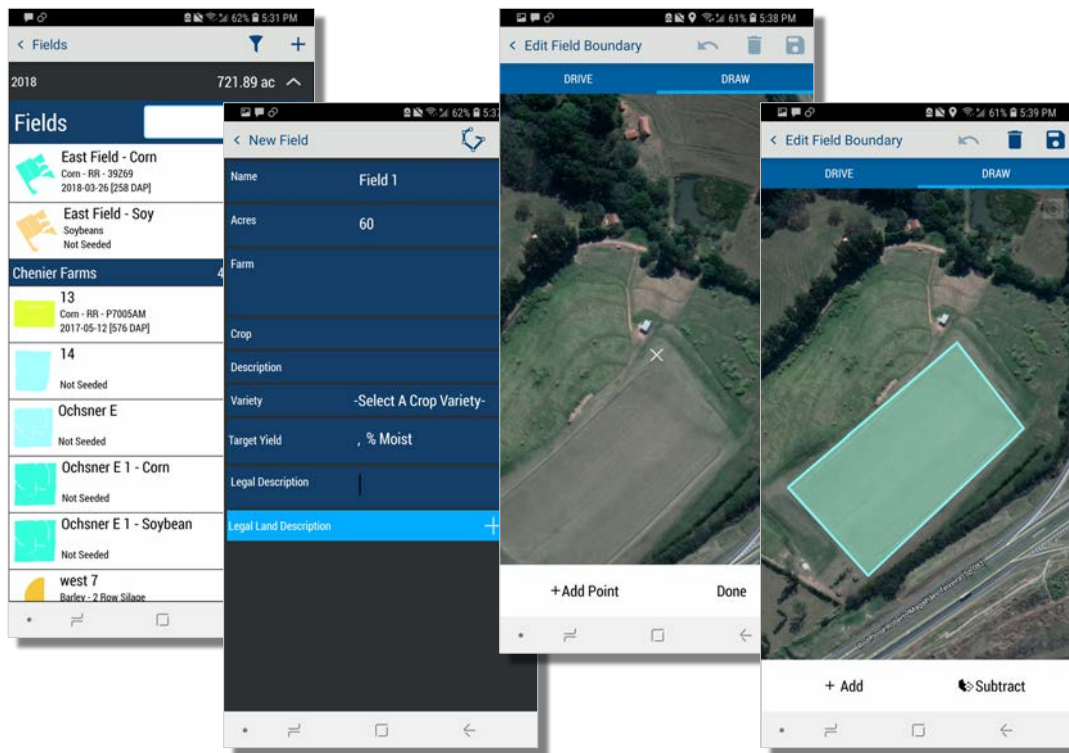 62% 5:31 PM
< Fields
2018 721.89 ac
Fields
East Field - Corn
Corn - RR - 39Z69
2018-03-26 [258 DAP]
East Field - Soy
Soybeans
Not Seeded
Chenier Farms 4
13
Corn - RR - P7005AM
2017-05-12 [576 DAP]
14
Not Seeded
Ochsner E
Not Seeded
Ochsner E 1 - Corn
Not Seeded
Ochsner E 1 - Soybean
Not Seeded
west 7
Barley - 2 Row Silage
62% 5:37
< New Field
Name Field 1
Acres 60
Farm
Crop
Description
Variety -Select A Crop Variety-
Target Yield , % Moist
Legal Description
Legal Land Description +
61% 5:38 PM
< Edit Field Boundary
DRIVE DRAW
+Add Point Done
61% 5:39 PM
< Edit Field Boundary
DRIVE DRAW
+ Add Subtract